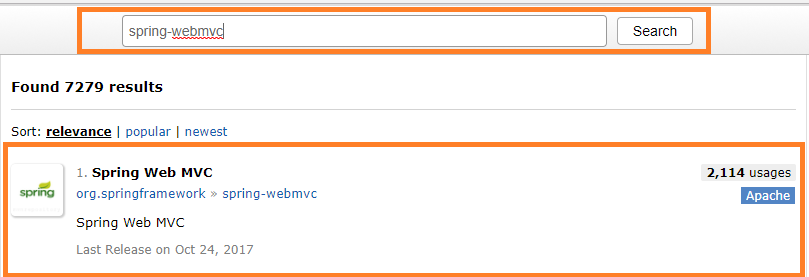 spring-webmvc Search
Found 7279 results
Sort: relevance | popular | newest
spring
1. Spring Web MVC 2,114 usages
org.springframework » spring-webmvc Apache
Spring Web MVC
Last Release on Oct 24, 2017